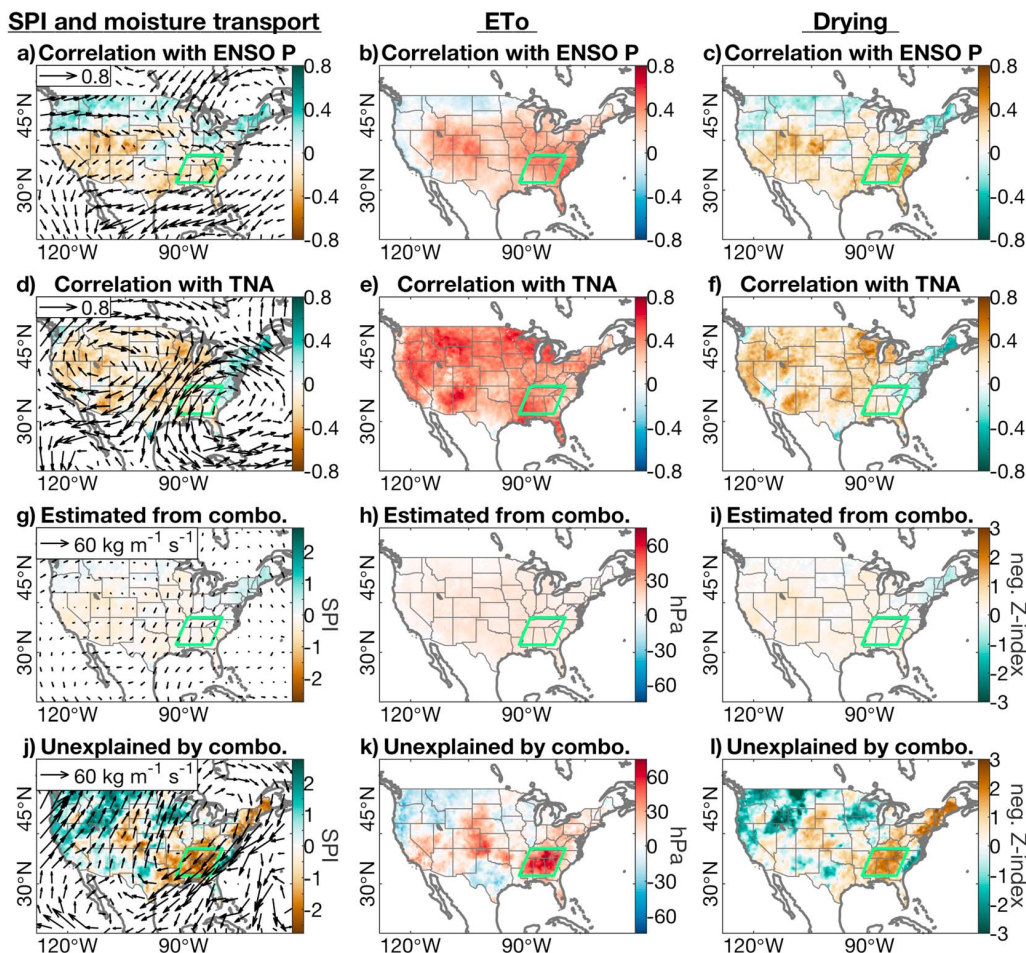 SPI and moisture transport
ETo
Drying
a) Correlation with ENSO P
b) Correlation with ENSO P
c) Correlation with ENSO P
0.8
0.8
0.4
0
-0.4
-0.8
0.8
0.4
0
-0.4
-0.8
0.8
0.4
0
-0.4
-0.8
45°N
30°N
45°N
30°N
45°N
30°N
120°W
90°W
120°W
90°W
120°W
90°W
d) Correlation with TNA
e) Correlation with TNA
f) Correlation with TNA
0.8
0.8
0.4
0
-0.4
-0.8
0.8
0.4
0
-0.4
-0.8
0.8
0.4
0
-0.4
-0.8
45°N
30°N
45°N
30°N
45°N
30°N
120°W
90°W
120°W
90°W
120°W
90°W
g) Estimated from combo.
h) Estimated from combo.
i) Estimated from combo.
60 kg m⁻¹ s⁻¹
2
1
0
-1
-2
SPI
60
30
0
-30
-60
hPa
3
2
1
0
-1
-2
-3
neg. Z-index
45°N
30°N
45°N
30°N
45°N
30°N
120°W
90°W
120°W
90°W
120°W
90°W
j) Unexplained by combo.
k) Unexplained by combo.
l) Unexplained by combo.
60 kg m⁻¹ s⁻¹
2
1
0
-1
-2
SPI
60
30
0
-30
-60
hPa
3
2
1
0
-1
-2
-3
neg. Z-index
45°N
30°N
45°N
30°N
45°N
30°N
120°W
90°W
120°W
90°W
120°W
90°W